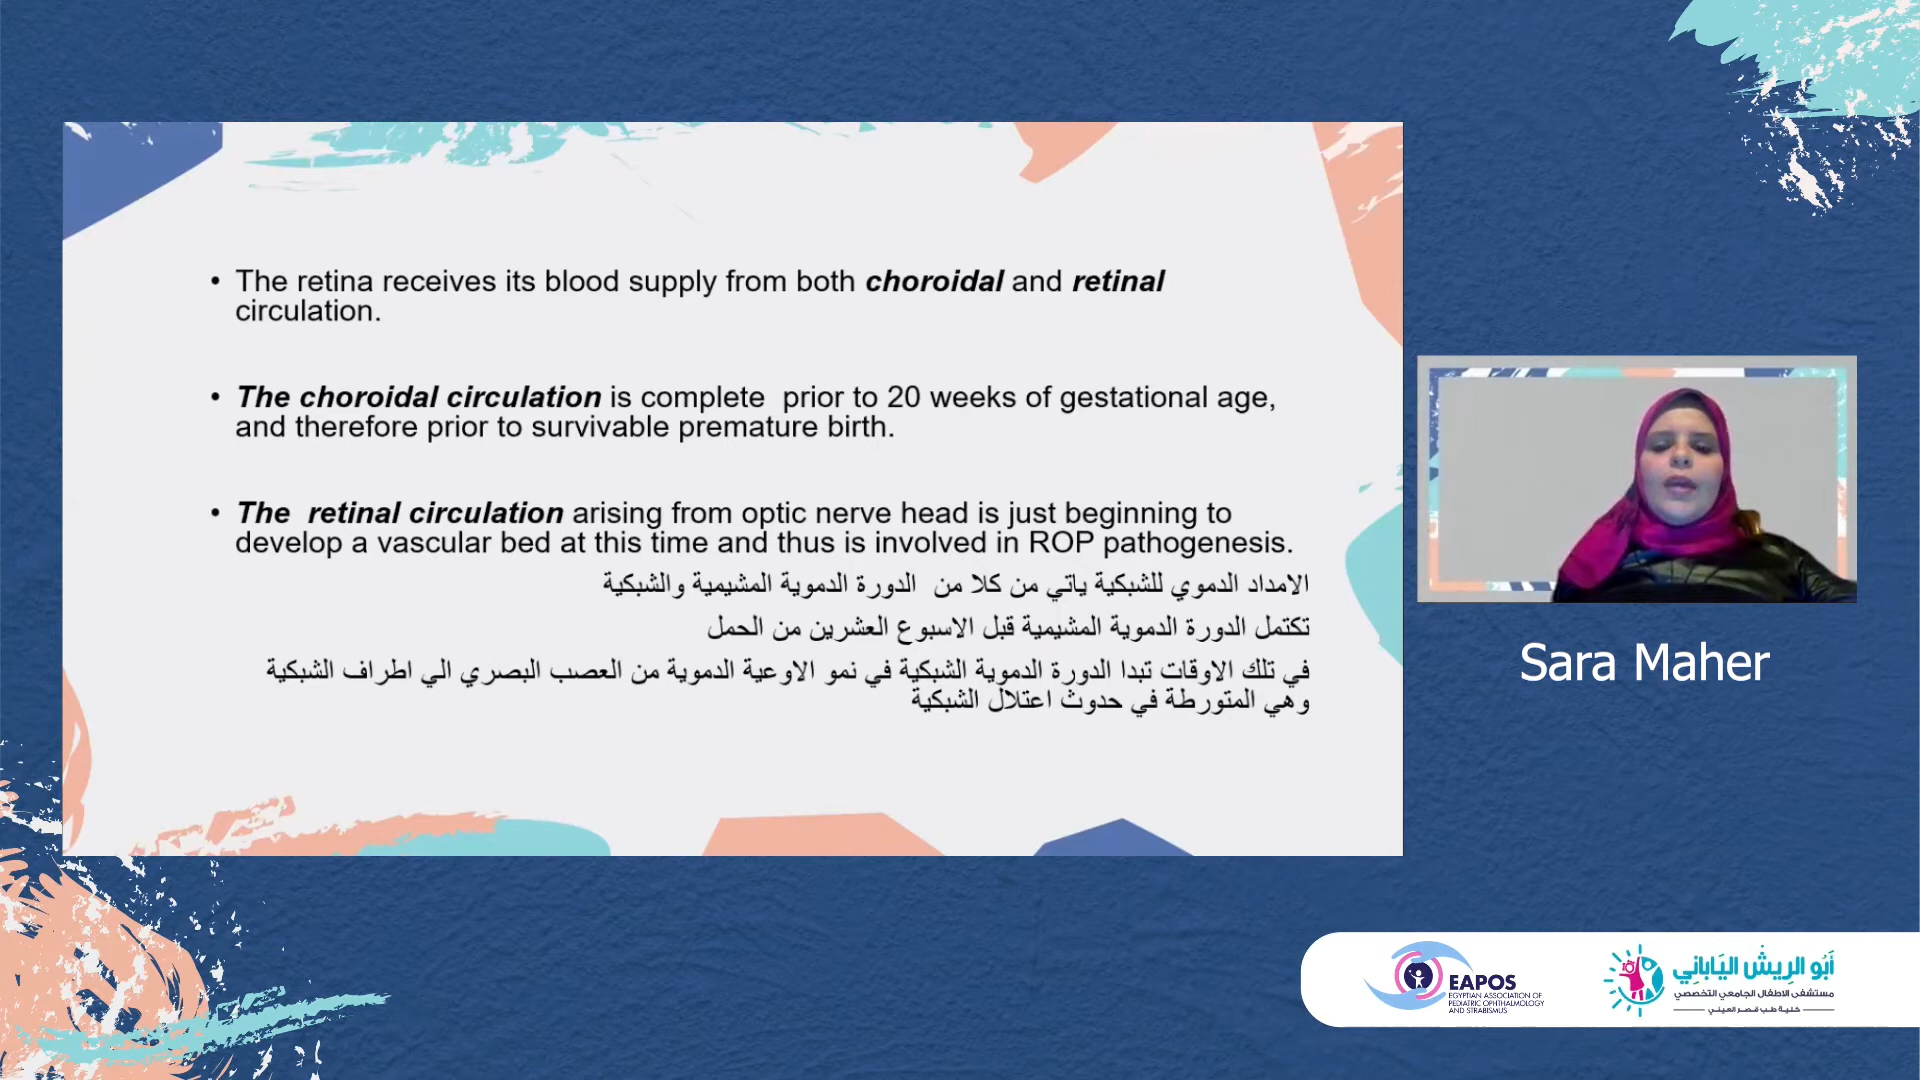 • The retina receives its blood supply from both choroidal and retinal
circulation.
• The choroidal circulation is complete  prior to 20 weeks of gestational age,
and therefore prior to survivable premature birth.
• The  retinal circulation arising from optic nerve head is just beginning to
develop a vascular bed at this time and thus is involved in ROP pathogenesis.
الامداد الدموي للشبكية ياتي من كلا من  الدورة الدموية المشيمية والشبكية
تكتمل الدورة الدموية المشيمية قبل الاسبوع العشرين من الحمل
في تلك الاوقات تبدا الدورة الدموية الشبكية في نمو الاوعية الدموية من العصب البصري الي اطراف الشبكية
وهي المتورطة في حدوث اعتلال الشبكية
Sara Maher
EAPOS
EGYPTIAN ASSOCIATION OF
PEDIATRIC OPHTHALMOLOGY
AND STRABISMUS
أبو الريش الياباني
مستشفى الاطفال الجامعي التخصصي
كلية طب قصر العيني